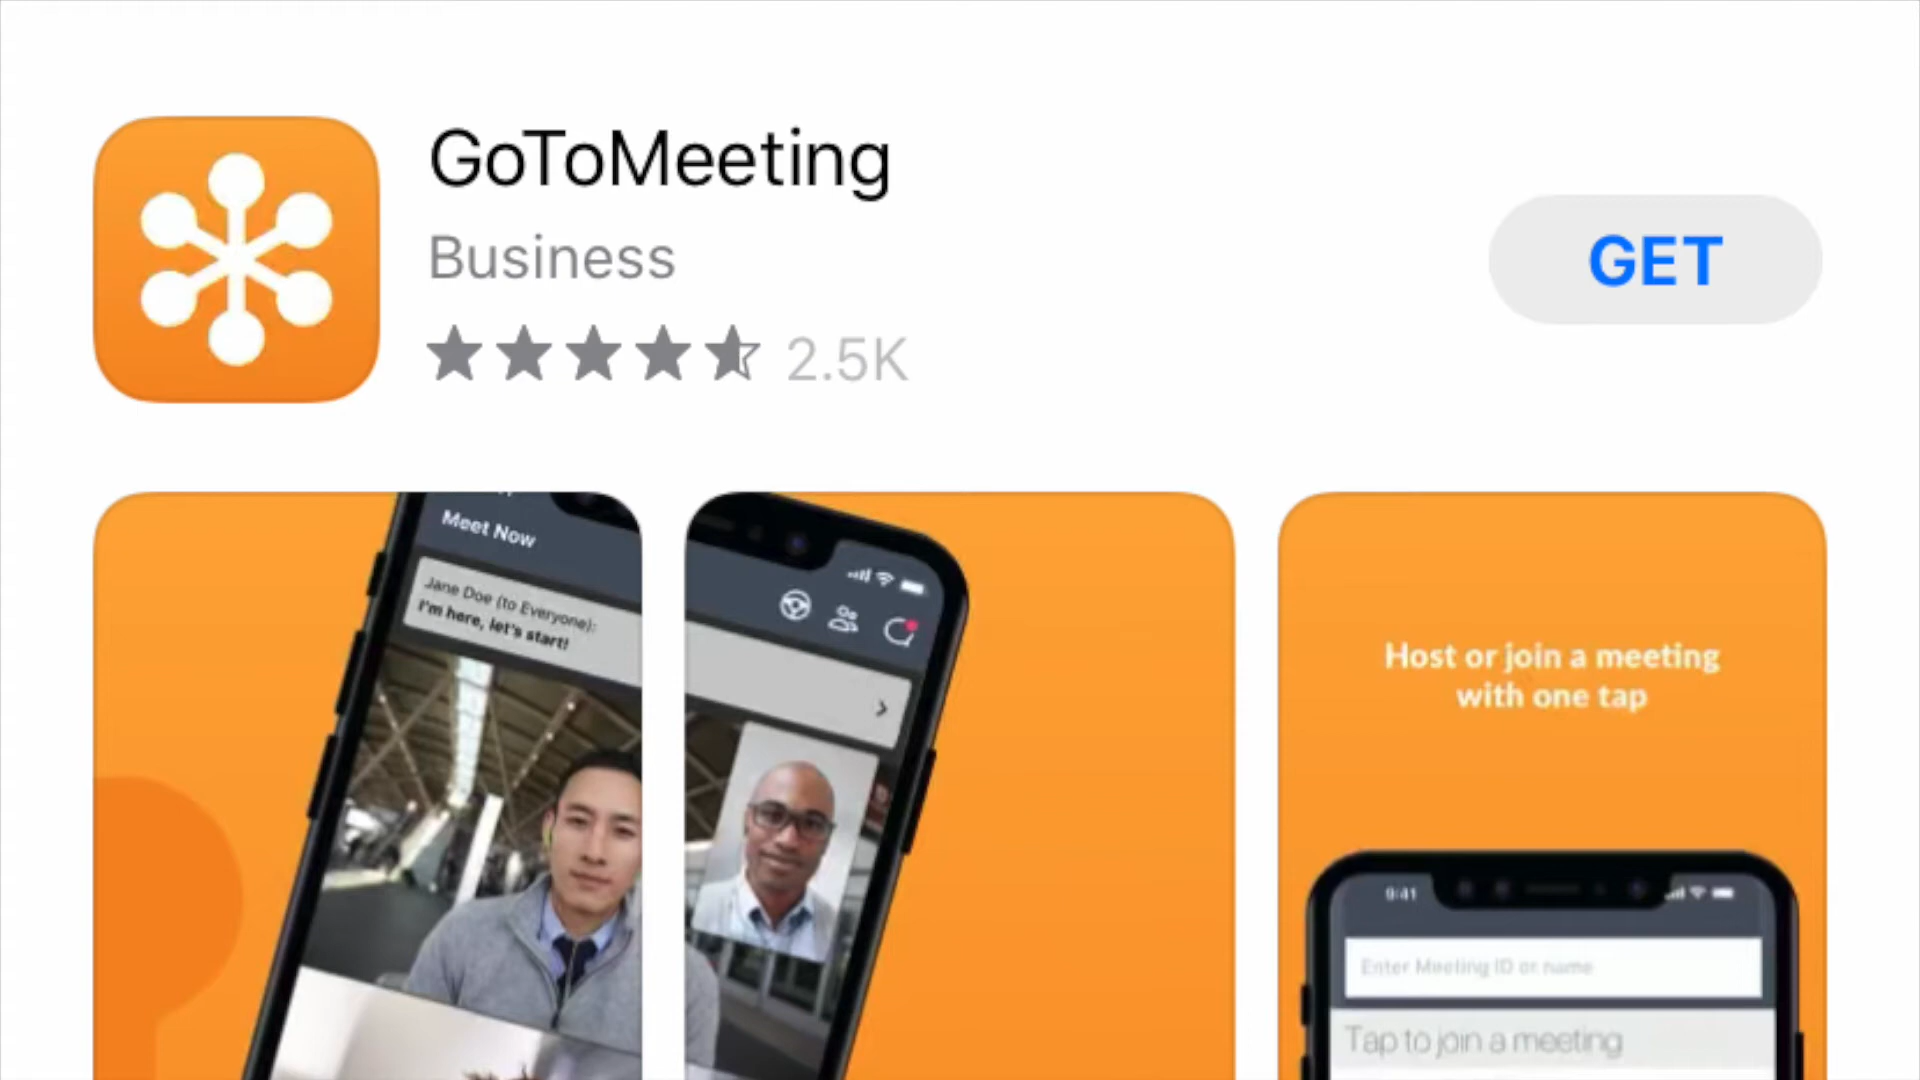 GoToMeeting
Business
2.5K
GET
Meet Now
Jane Doe (to Everyone):
I'm here, let's start!
Host or join a meeting
with one tap
9:41
Enter Meeting ID or name
Tap to join a meeting